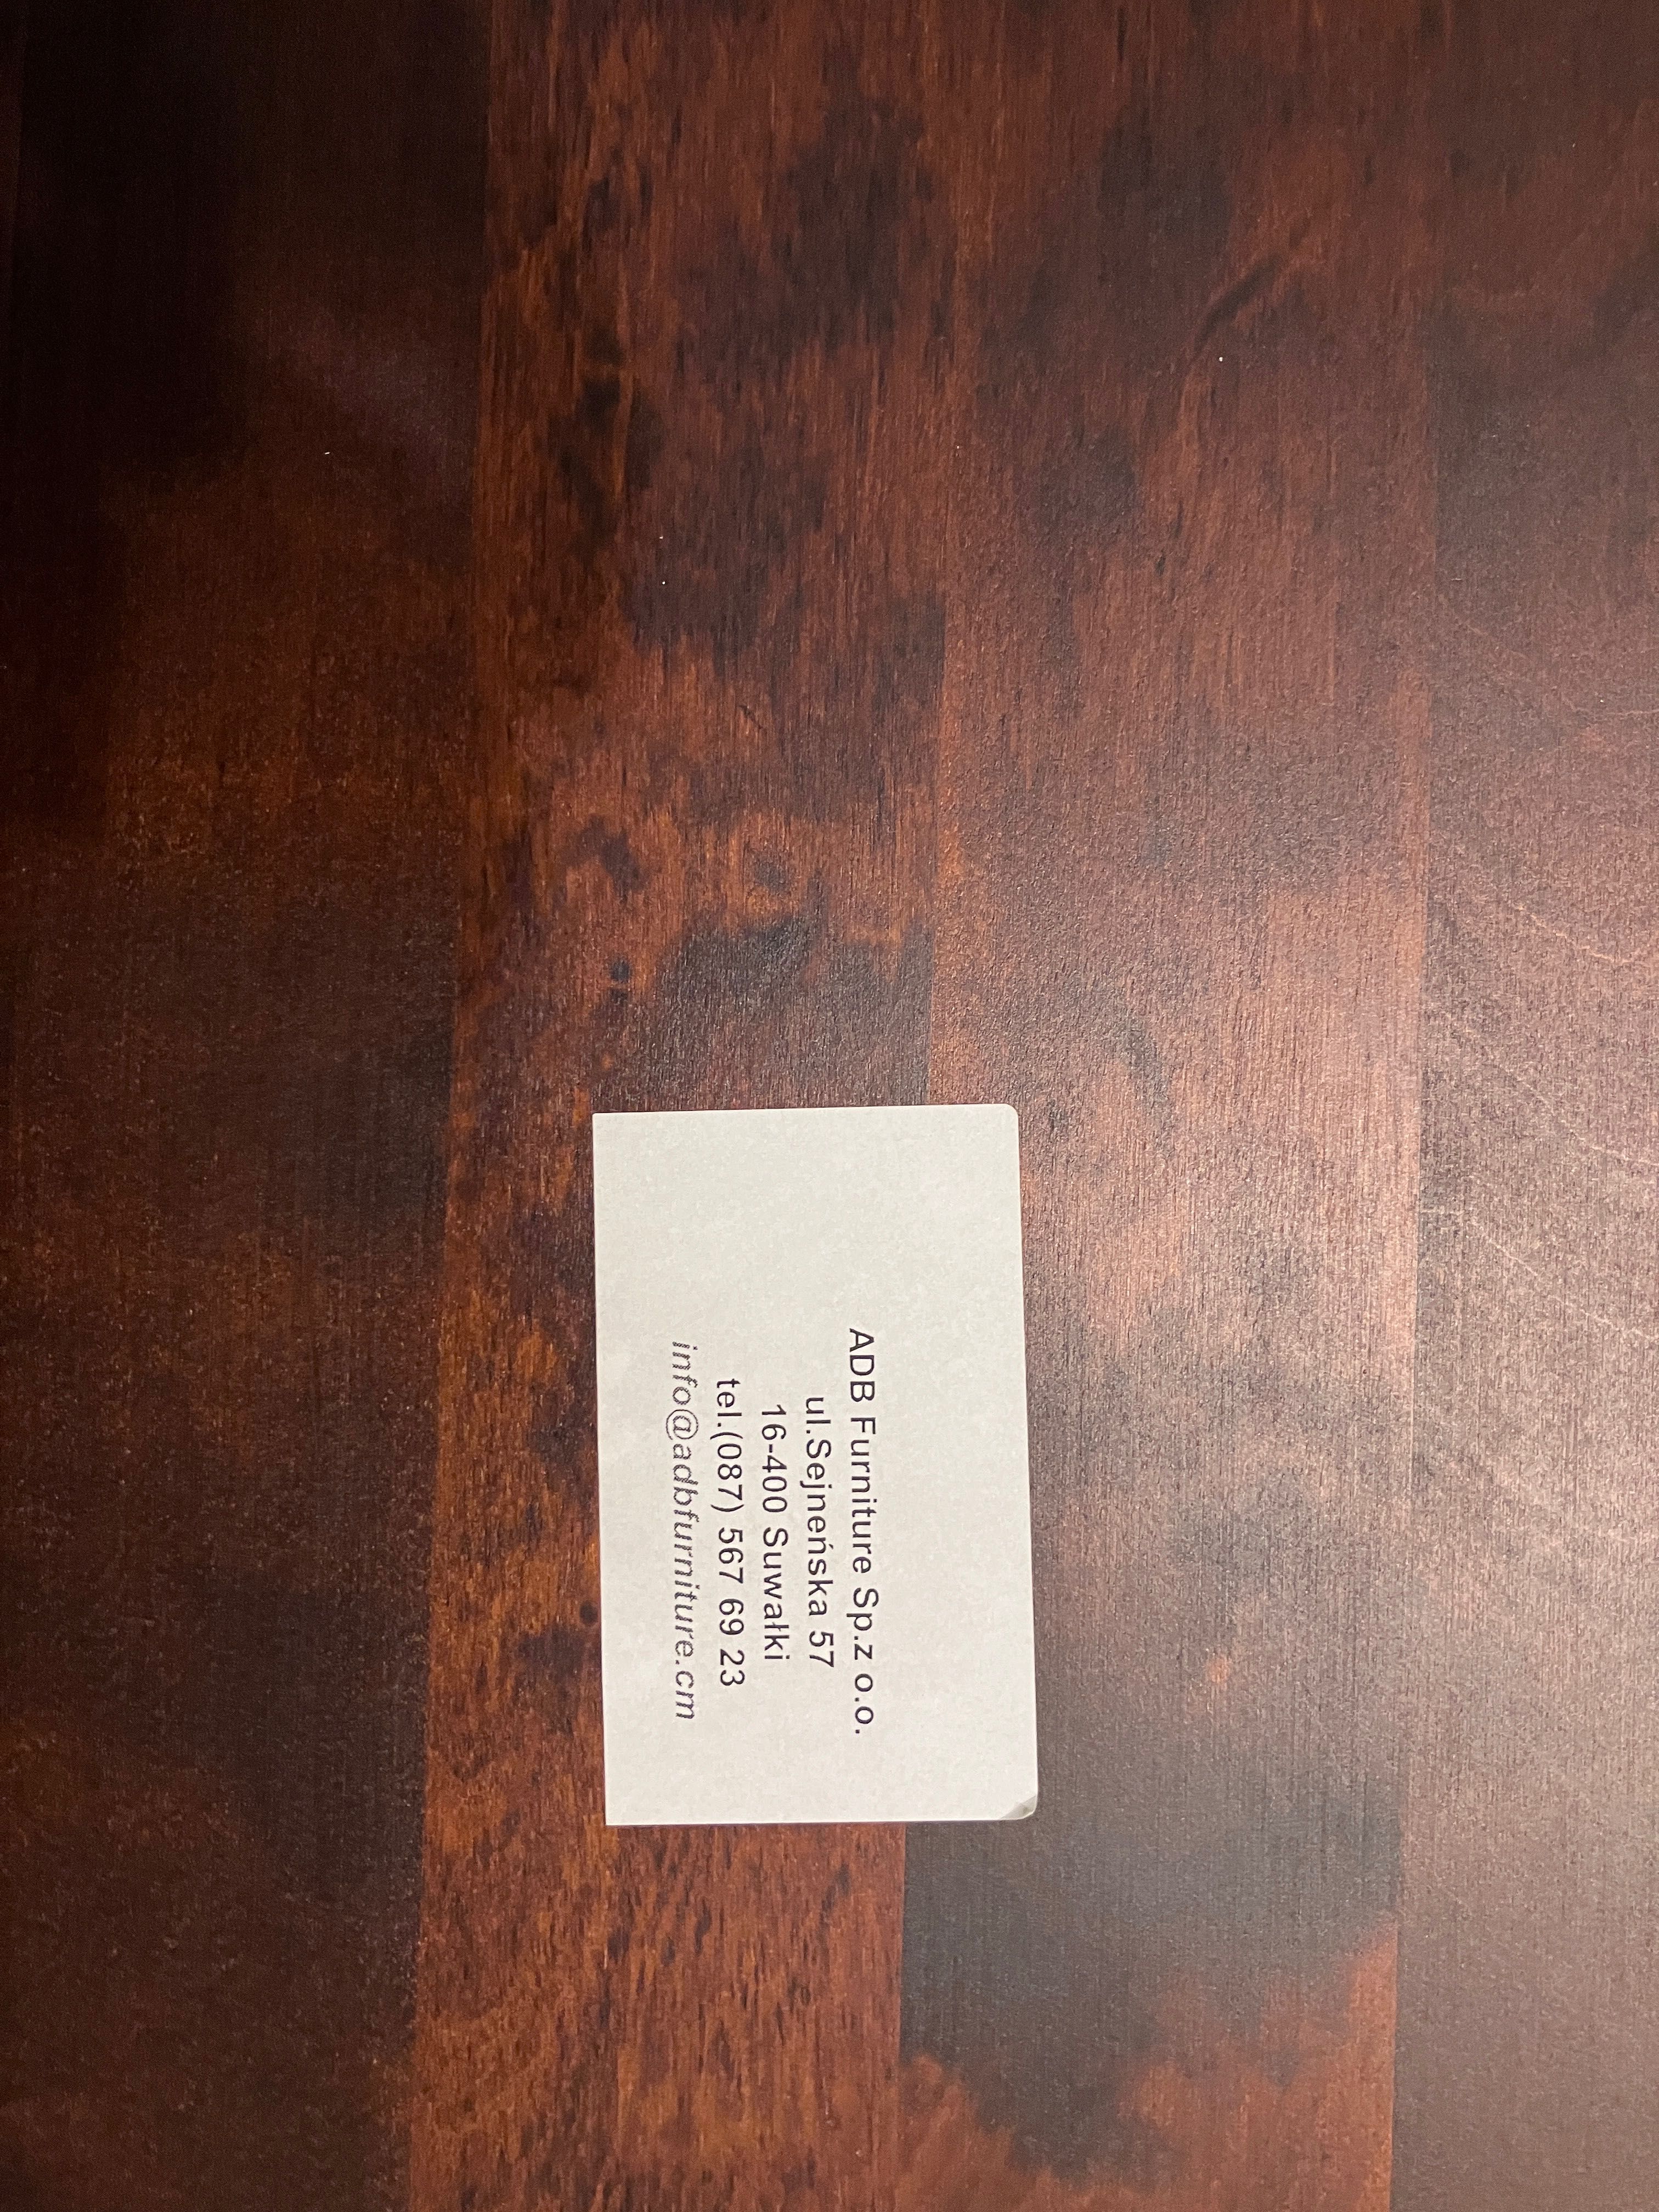 ADB Furniture Sp.z o.o.
ul.Sejneńska 57
16-400 Suwałki
tel.(087) 567 69 23
info@adbfurniture.cm